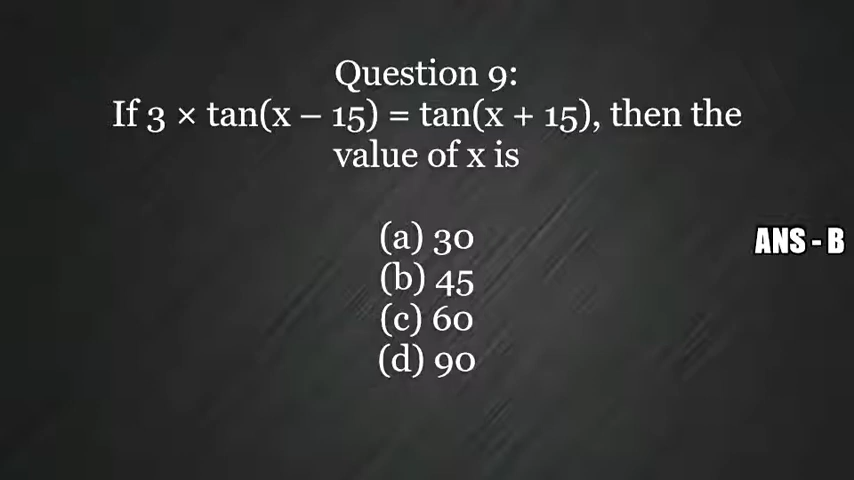 Question 9:
If 3 × tan(x – 15) = tan(x + 15), then the
value of x is
(a) 30
(b) 45
(c) 60
(d) 90
ANS - B